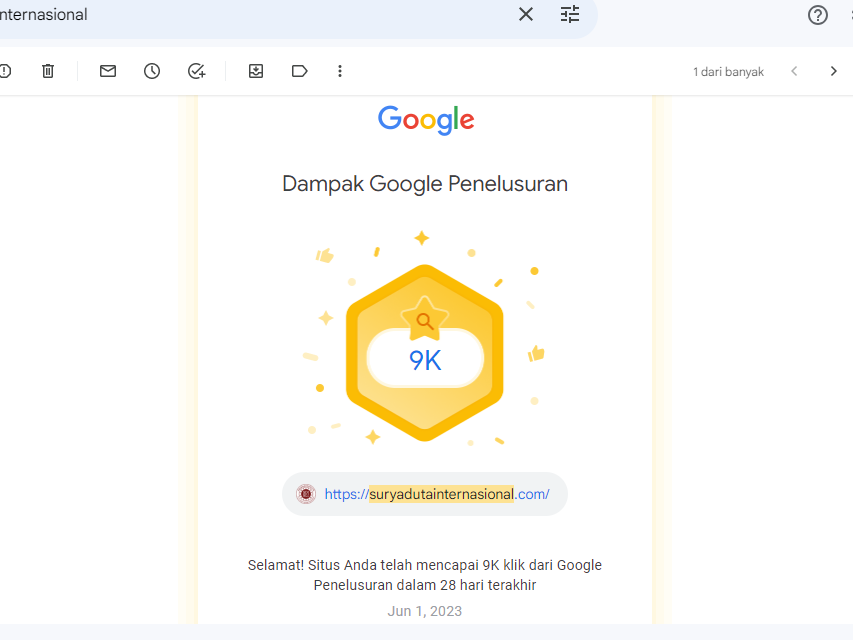 nternasional
1 dari banyak
Google
Dampak Google Penelusuran
9K
https://suryadutainternasional.com/
Selamat! Situs Anda telah mencapai 9K klik dari Google
Penelusuran dalam 28 hari terakhir
Jun 1, 2023